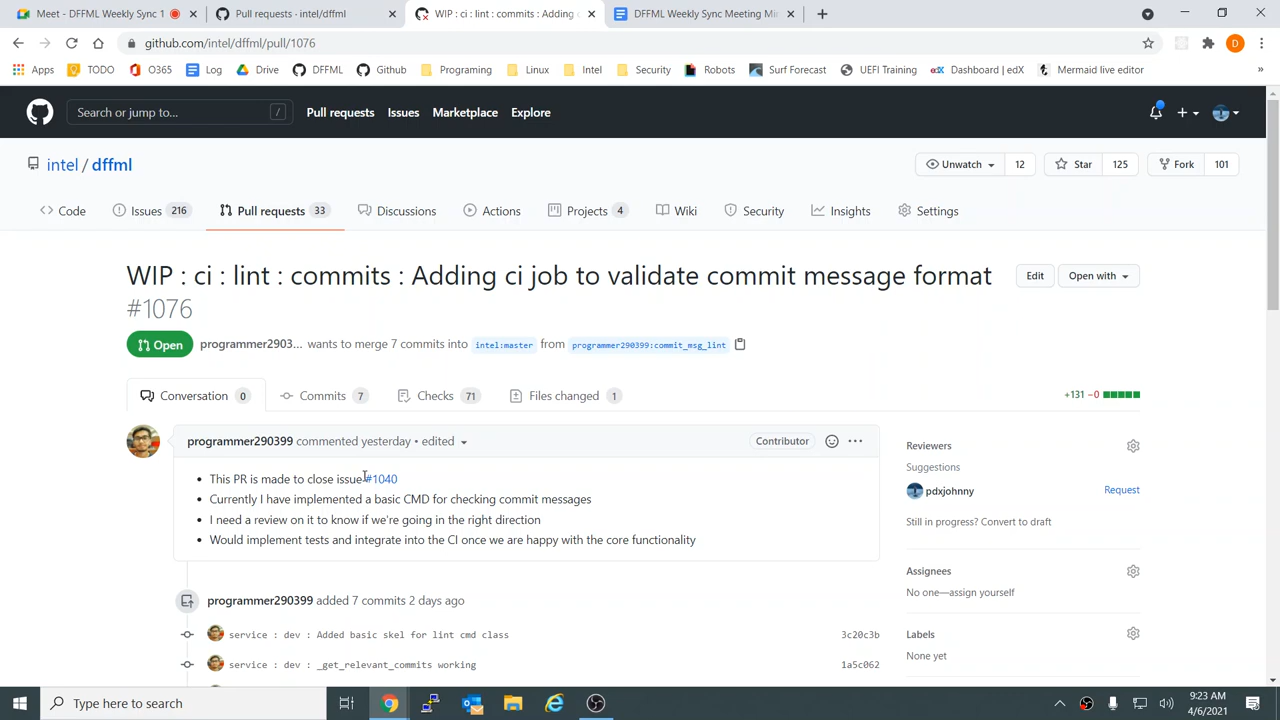 Meet - DFFML Weekly Sync 1
Pull requests · intel/dffml
WIP : ci : lint : commits : Adding c
DFFML Weekly Sync Meeting Mi
github.com/intel/dffml/pull/1076
D
Apps
TODO
O365
Log
Drive
DFFML
Github
Programing
Linux
Intel
Security
Robots
Surf Forecast
UEFI Training
edX
Dashboard | edX
Mermaid live editor
»
Search or jump to...
/
Pull requests
Issues
Marketplace
Explore
intel / dffml
Unwatch
12
Star
125
Fork
101
<> Code
Issues 216
Pull requests 33
Discussions
Actions
Projects 4
Wiki
Security
Insights
Settings
WIP : ci : lint : commits : Adding ci job to validate commit message format
#1076
Edit
Open with
Open
programmer2903... wants to merge 7 commits into intel:master from programmer290399:commit_msg_lint
Conversation 0
Commits 7
Checks 71
Files changed 1
+131 −0
programmer290399 commented yesterday • edited
Contributor
• This PR is made to close issue #1040
• Currently I have implemented a basic CMD for checking commit messages
• I need a review on it to know if we're going in the right direction
• Would implement tests and integrate into the CI once we are happy with the core functionality
Reviewers
Suggestions
pdxjohnny
Request
Still in progress? Convert to draft
Assignees
No one—assign yourself
Labels
None yet
programmer290399 added 7 commits 2 days ago
service : dev : Added basic skel for lint cmd class
3c20c3b
service : dev : _get_relevant_commits working
1a5c062
Type here to search
9:23 AM
4/6/2021